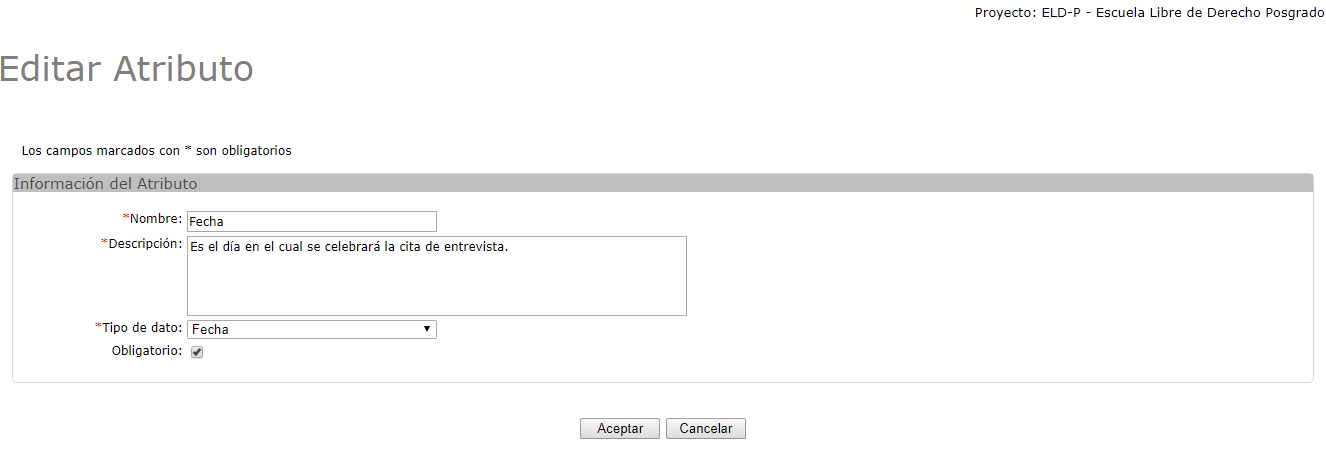 Proyecto: ELD-P - Escuela Libre de Derecho Posgrado
Editar Atributo
Los campos marcados con * son obligatorios
Información del Atributo
*Nombre: Fecha
*Descripción: Es el día en el cual se celebrará la cita de entrevista.
*Tipo de dato: Fecha
Obligatorio:
Aceptar Cancelar